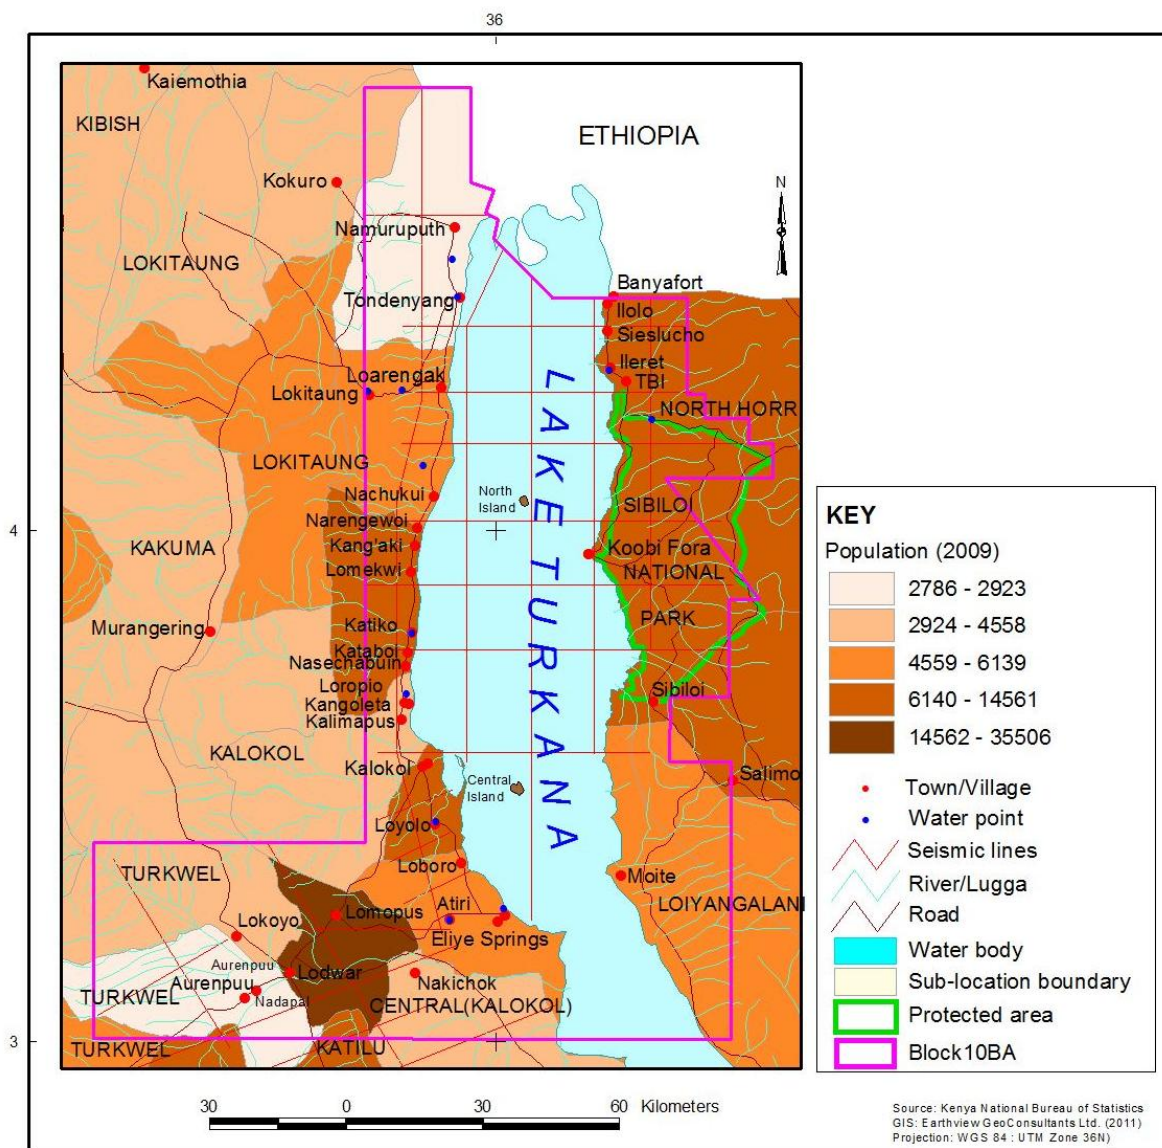 36
Kaiemothia
KIBISH
ETHIOPIA
Kokuro
N
Namuruputh
LOKITAUNG
Banyafort
Tondenyang
Ilolo
Sieslucho
Ileret
Loarengak
TBI
Lokitaung
NORTH HORR
LOKITAUNG
Nachukui
North
Island
SIBILOI
Narengewoi
4
Kang'aki
KAKUMA
Koobi Fora
Lomekwi
NATIONAL
LAKE TURKANA
PARK
Katiko
Murangering
Kataboi
Nasechabuin
Loropio
Sibiloi
Kangoleta
Kalimapus
KALOKOL
Kalokol
Central
Island
Salimo
Loyolo
Loboro
TURKWEL
Moite
LOIYANGALANI
Atiri
Lomopus
Lokoyo
Eliye Springs
Aurenpuu
Lodwar
Aurenpuu
Nakichok
TURKWEL
Nadapal
CENTRAL(KALOKOL)
3
TURKWEL
KATILU
KEY
Population (2009)
2786 - 2923
2924 - 4558
4559 - 6139
6140 - 14561
14562 - 35506
Town/Village
Water point
Seismic lines
River/Lugga
Road
Water body
Sub-location boundary
Protected area
Block10BA
30 0 30 60 Kilometers
Source: Kenya National Bureau of Statistics
GIS: Earthview GeoConsultants Ltd. (2011)
Projection: WGS 84 : UTM Zone 36N)